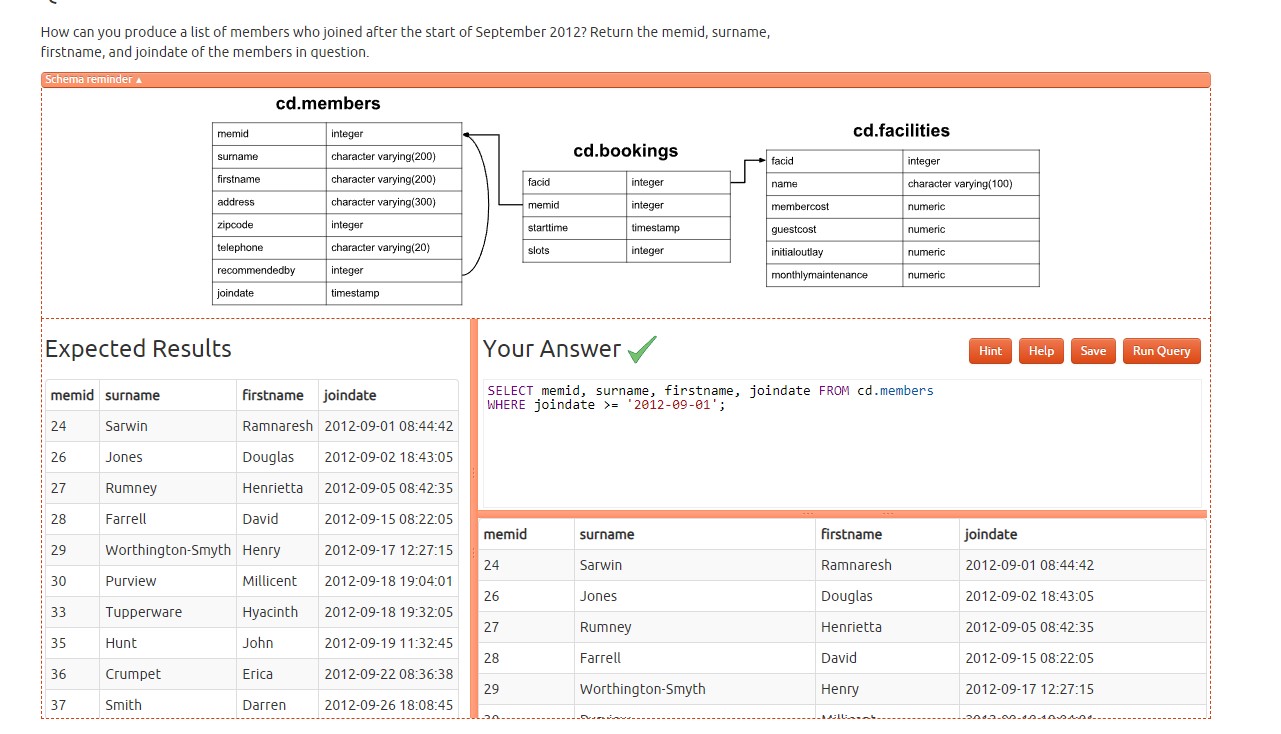 How can you produce a list of members who joined after the start of September 2012? Return the memid, surname,
firstname, and joindate of the members in question.
Schema reminder ▴
cd.members
memid integer
surname character varying(200)
firstname character varying(200)
address character varying(300)
zipcode integer
telephone character varying(20)
recommendedby integer
joindate timestamp
cd.bookings
facid integer
memid integer
starttime timestamp
slots integer
cd.facilities
facid integer
name character varying(100)
membercost numeric
guestcost numeric
initialoutlay numeric
monthlymaintenance numeric
Expected Results
memid surname firstname joindate
24 Sarwin Ramnaresh 2012-09-01 08:44:42
26 Jones Douglas 2012-09-02 18:43:05
27 Rumney Henrietta 2012-09-05 08:42:35
28 Farrell David 2012-09-15 08:22:05
29 Worthington-Smyth Henry 2012-09-17 12:27:15
30 Purview Millicent 2012-09-18 19:04:01
33 Tupperware Hyacinth 2012-09-18 19:32:05
35 Hunt John 2012-09-19 11:32:45
36 Crumpet Erica 2012-09-22 08:36:38
37 Smith Darren 2012-09-26 18:08:45
Your Answer
Hint Help Save Run Query
SELECT memid, surname, firstname, joindate FROM cd.members
WHERE joindate >= '2012-09-01';
memid surname firstname joindate
24 Sarwin Ramnaresh 2012-09-01 08:44:42
26 Jones Douglas 2012-09-02 18:43:05
27 Rumney Henrietta 2012-09-05 08:42:35
28 Farrell David 2012-09-15 08:22:05
29 Worthington-Smyth Henry 2012-09-17 12:27:15